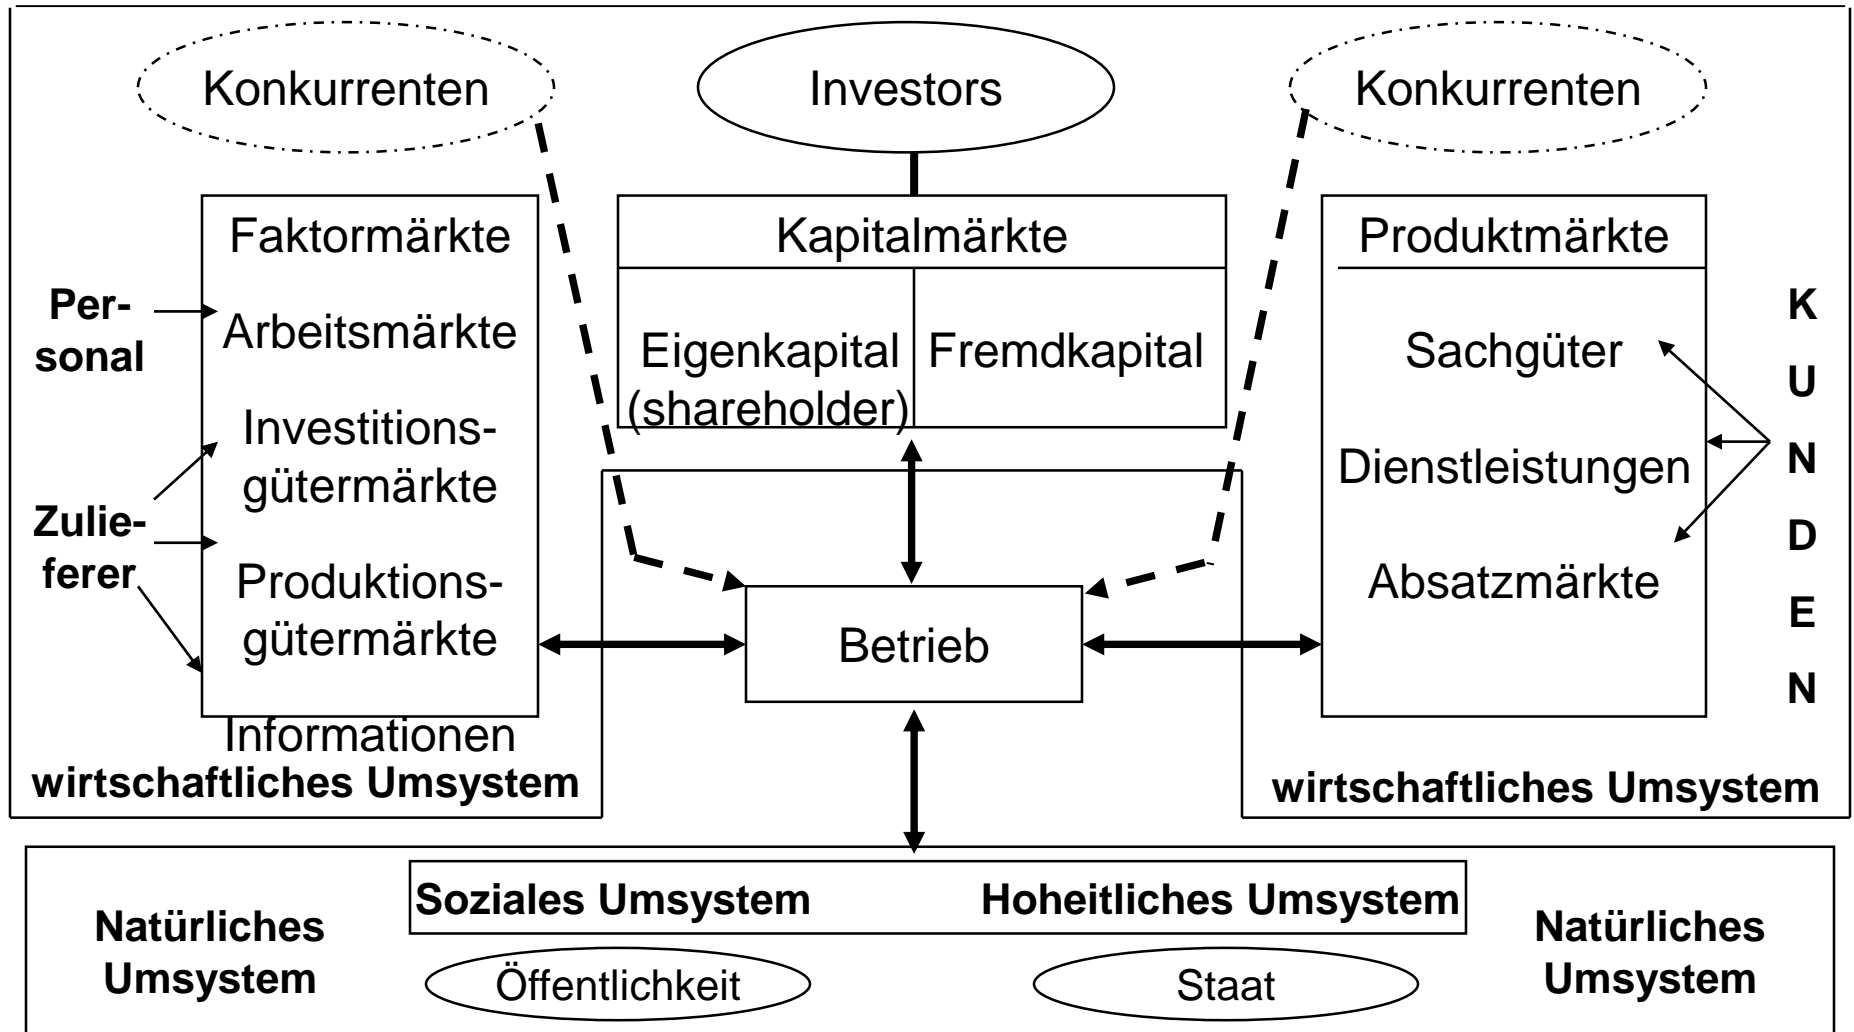 Konkurrenten
Investors
Konkurrenten
Faktormärkte
Arbeitsmärkte
Investitions-
gütermärkte
Produktions-
gütermärkte
Informationen
Per-
sonal
Zulie-
ferer
Kapitalmärkte
Eigenkapital
(shareholder)
Fremdkapital
Produktmärkte
Sachgüter
Dienstleistungen
Absatzmärkte
K
U
N
D
E
N
Betrieb
wirtschaftliches Umsystem
wirtschaftliches Umsystem
Natürliches
Umsystem
Soziales Umsystem
Hoheitliches Umsystem
Öffentlichkeit
Staat
Natürliches
Umsystem